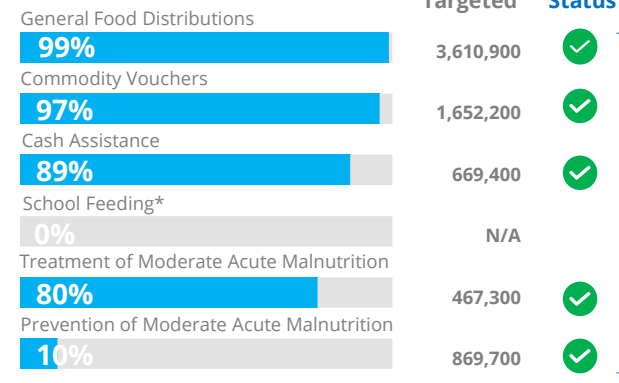 Targeted Status
General Food Distributions
99% 3,610,900
Commodity Vouchers
97% 1,652,200
Cash Assistance
89% 669,400
School Feeding*
0% N/A
Treatment of Moderate Acute Malnutrition
80% 467,300
Prevention of Moderate Acute Malnutrition
10% 869,700